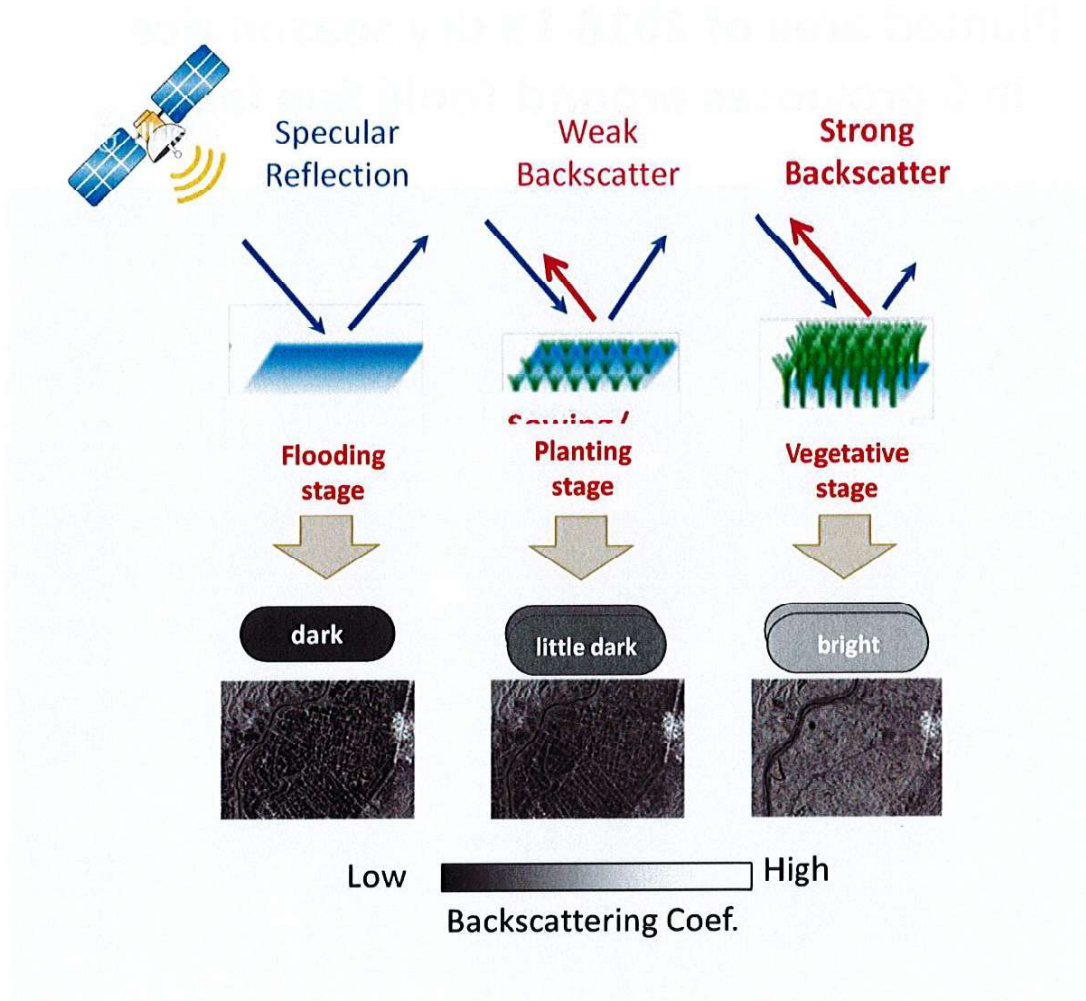 Specular
Reflection
Weak
Backscatter
Strong
Backscatter
Sowing/
Flooding
stage
Planting
stage
Vegetative
stage
dark
little dark
bright
Low
High
Backscattering Coef.